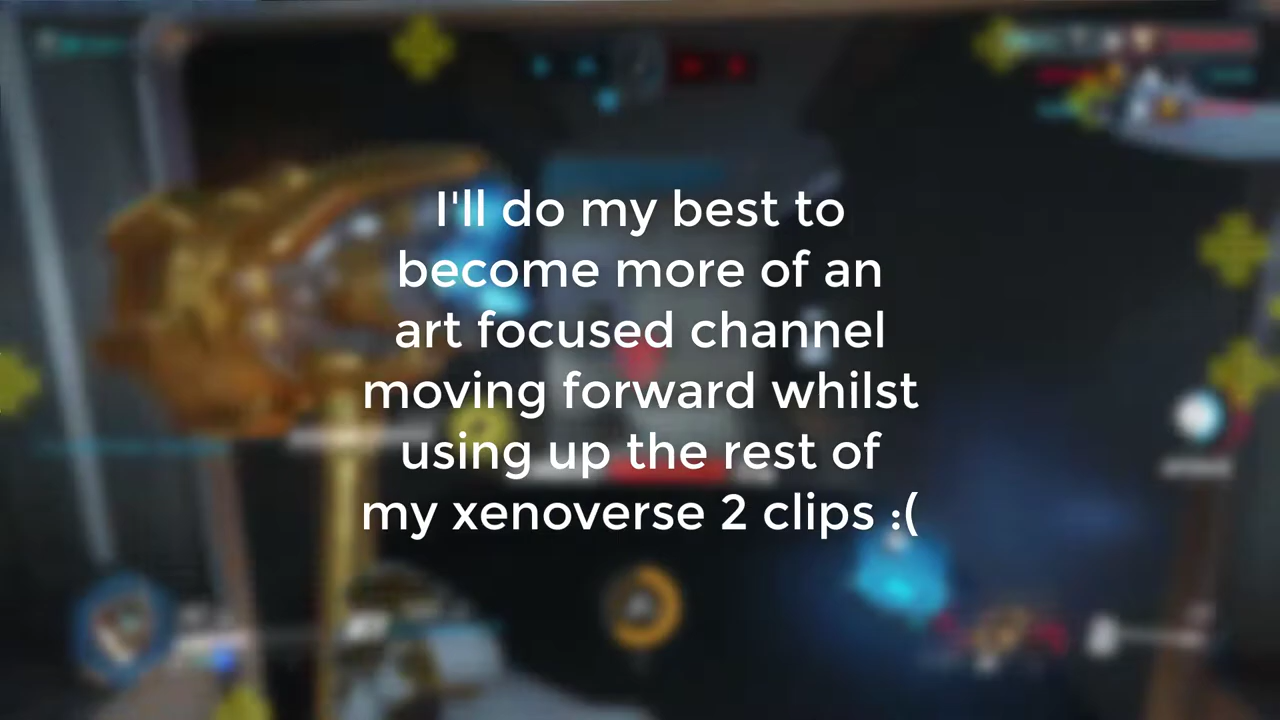 I'll do my best to
become more of an
art focused channel
moving forward whilst
using up the rest of
my xenoverse 2 clips :(